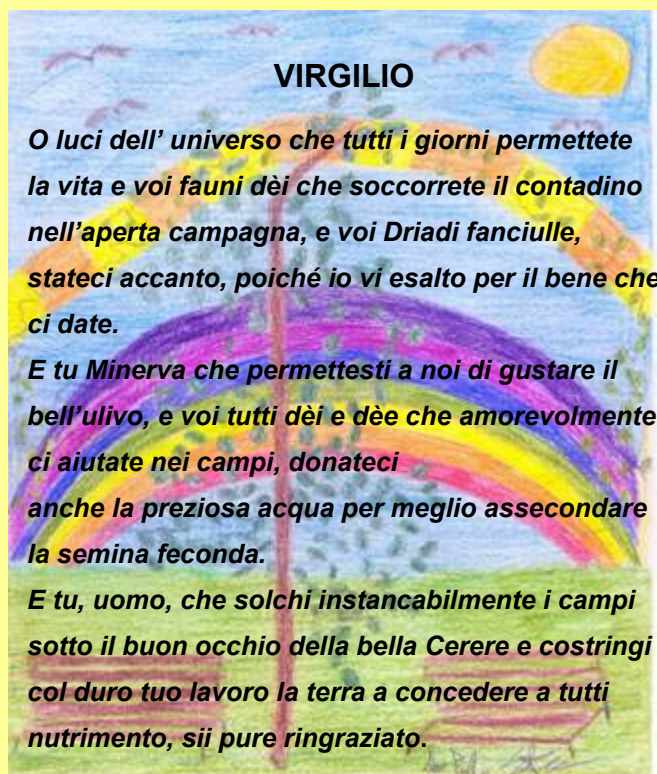 VIRGILIO
O luci dell' universo che tutti i giorni permettete
la vita e voi fauni dèi che soccorrete il contadino
nell'aperta campagna, e voi Driadi fanciulle,
stateci accanto, poiché io vi esalto per il bene che
ci date.
E tu Minerva che permettesti a noi di gustare il
bell'ulivo, e voi tutti dèi e dèe che amorevolmente
ci aiutate nei campi, donateci
anche la preziosa acqua per meglio assecondare
la semina feconda.
E tu, uomo, che solchi instancabilmente i campi
sotto il buon occhio della bella Cerere e costringi
col duro tuo lavoro la terra a concedere a tutti
nutrimento, sii pure ringraziato.